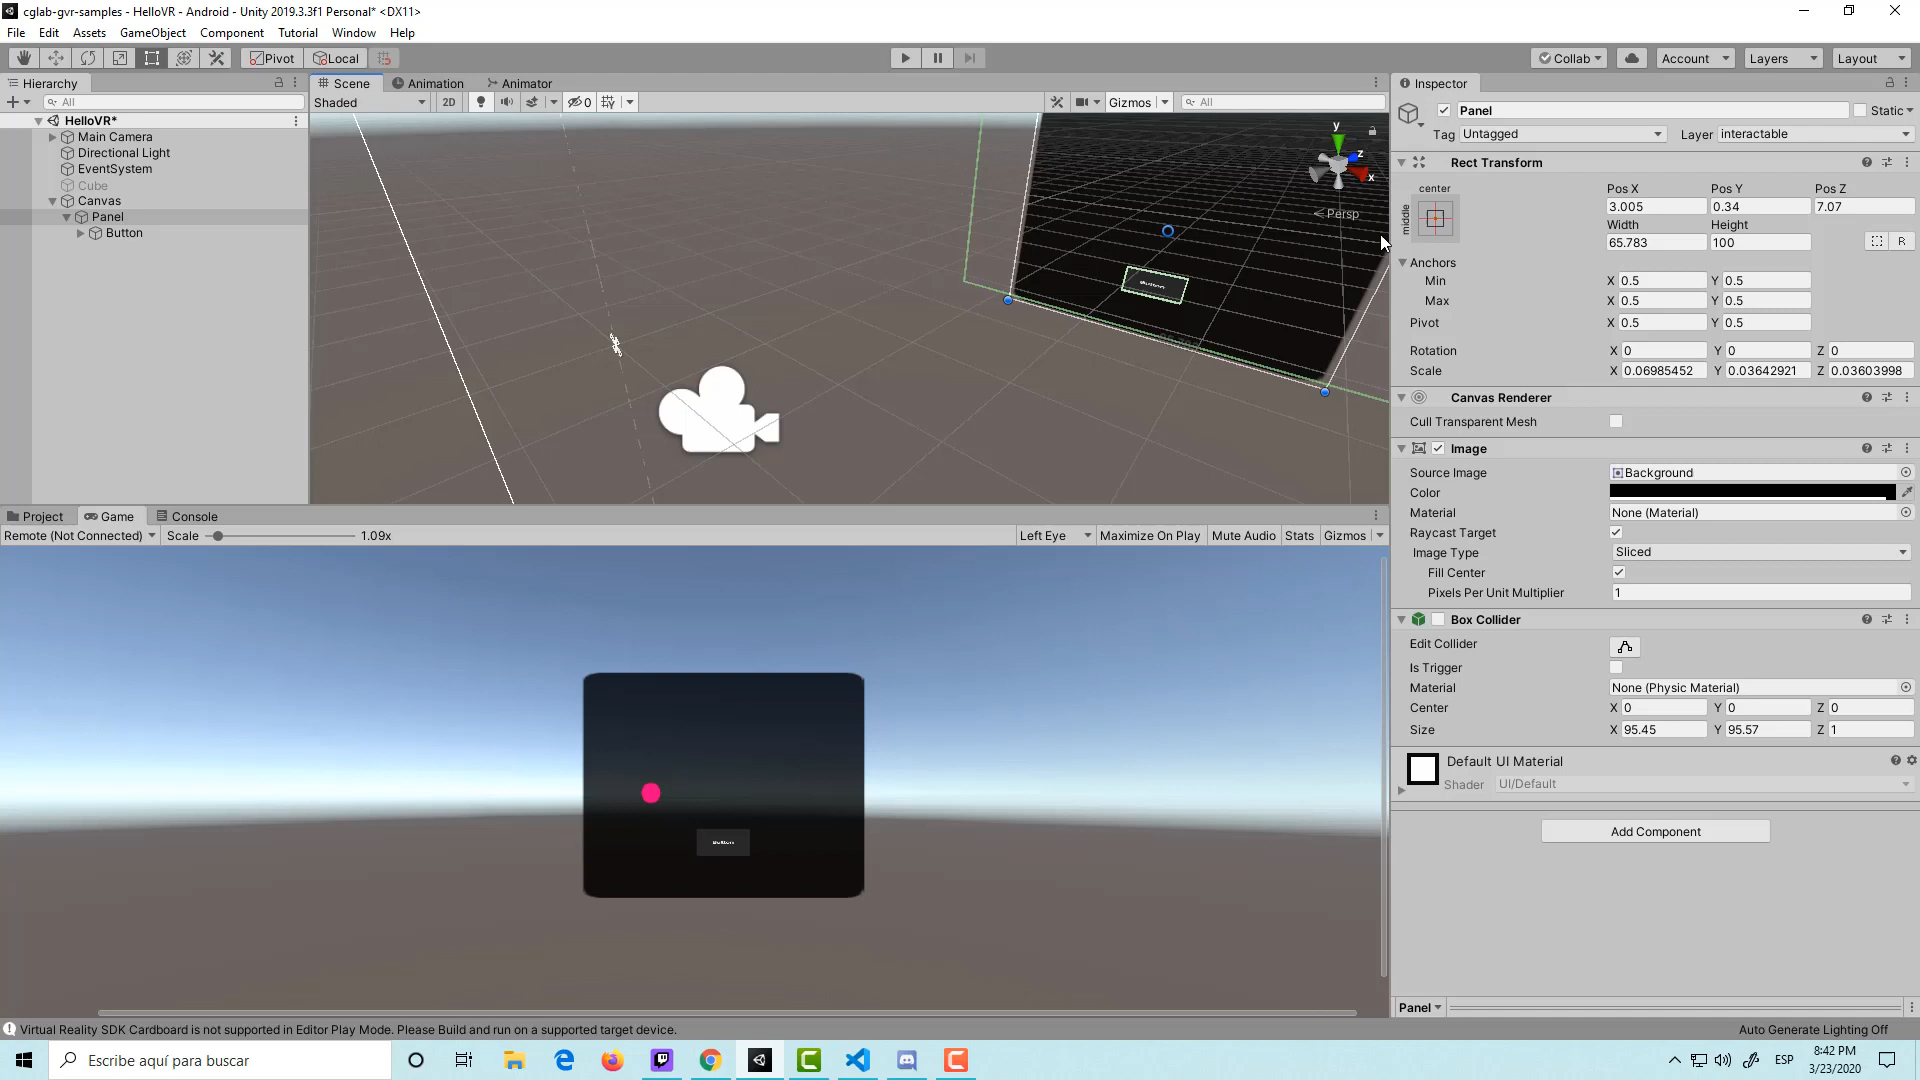 cglab-gvr-samples - HelloVR - Android - Unity 2019.3.3f1 Personal* <DX11>
File Edit Assets GameObject Component Tutorial Window Help
Pivot Local Collab Account Layers Layout
Hierarchy
All
HelloVR*
Main Camera
Directional Light
EventSystem
Cube
Canvas
Panel
Button
Scene Animation Animator
Shaded 2D 0 Gizmos All
y
z
x
Persp
Button
Project Game Console
Remote (Not Connected) Scale 1.09x Left Eye Maximize On Play Mute Audio Stats Gizmos
Button
Inspector
Panel Static
Tag Untagged Layer interactable
Rect Transform
center
middle
Pos X Pos Y Pos Z
3.005 0.34 7.07
Width Height
65.783 100 R
Anchors
Min X 0.5 Y 0.5
Max X 0.5 Y 0.5
Pivot X 0.5 Y 0.5
Rotation X 0 Y 0 Z 0
Scale X 0.06985452 Y 0.03642921 Z 0.03603998
Canvas Renderer
Cull Transparent Mesh
Image
Source Image Background
Color
Material None (Material)
Raycast Target
Image Type Sliced
Fill Center
Pixels Per Unit Multiplier 1
Box Collider
Edit Collider
Is Trigger
Material None (Physic Material)
Center X 0 Y 0 Z 0
Size X 95.45 Y 95.57 Z 1
Default UI Material
Shader UI/Default
Add Component
Panel
Virtual Reality SDK Cardboard is not supported in Editor Play Mode. Please Build and run on a supported target device.
Auto Generate Lighting Off
Escribe aquí para buscar
ESP
8:42 PM
3/23/2020